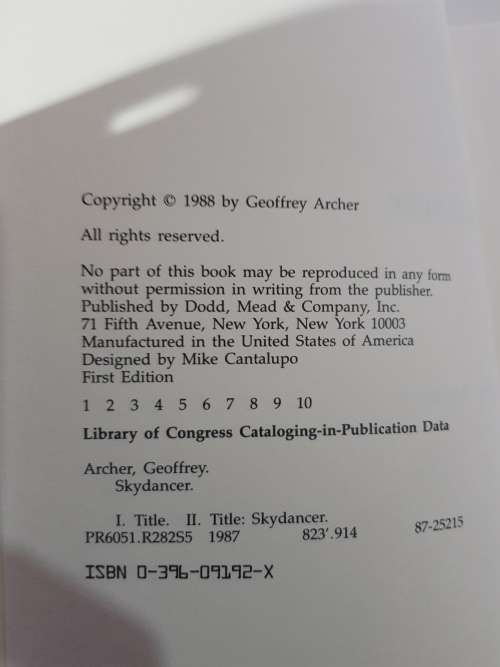 Copyright © 1988 by Geoffrey Archer
All rights reserved.
No part of this book may be reproduced in any form
without permission in writing from the publisher.
Published by Dodd, Mead & Company, Inc.
71 Fifth Avenue, New York, New York 10003
Manufactured in the United States of America
Designed by Mike Cantalupo
First Edition
1 2 3 4 5 6 7 8 9 10
Library of Congress Cataloging-in-Publication Data
Archer, Geoffrey.
Skydancer.
I. Title. II. Title: Skydancer.
PR6051.R282S5 1987 823'.914 87-25215
ISBN 0-396-09192-X